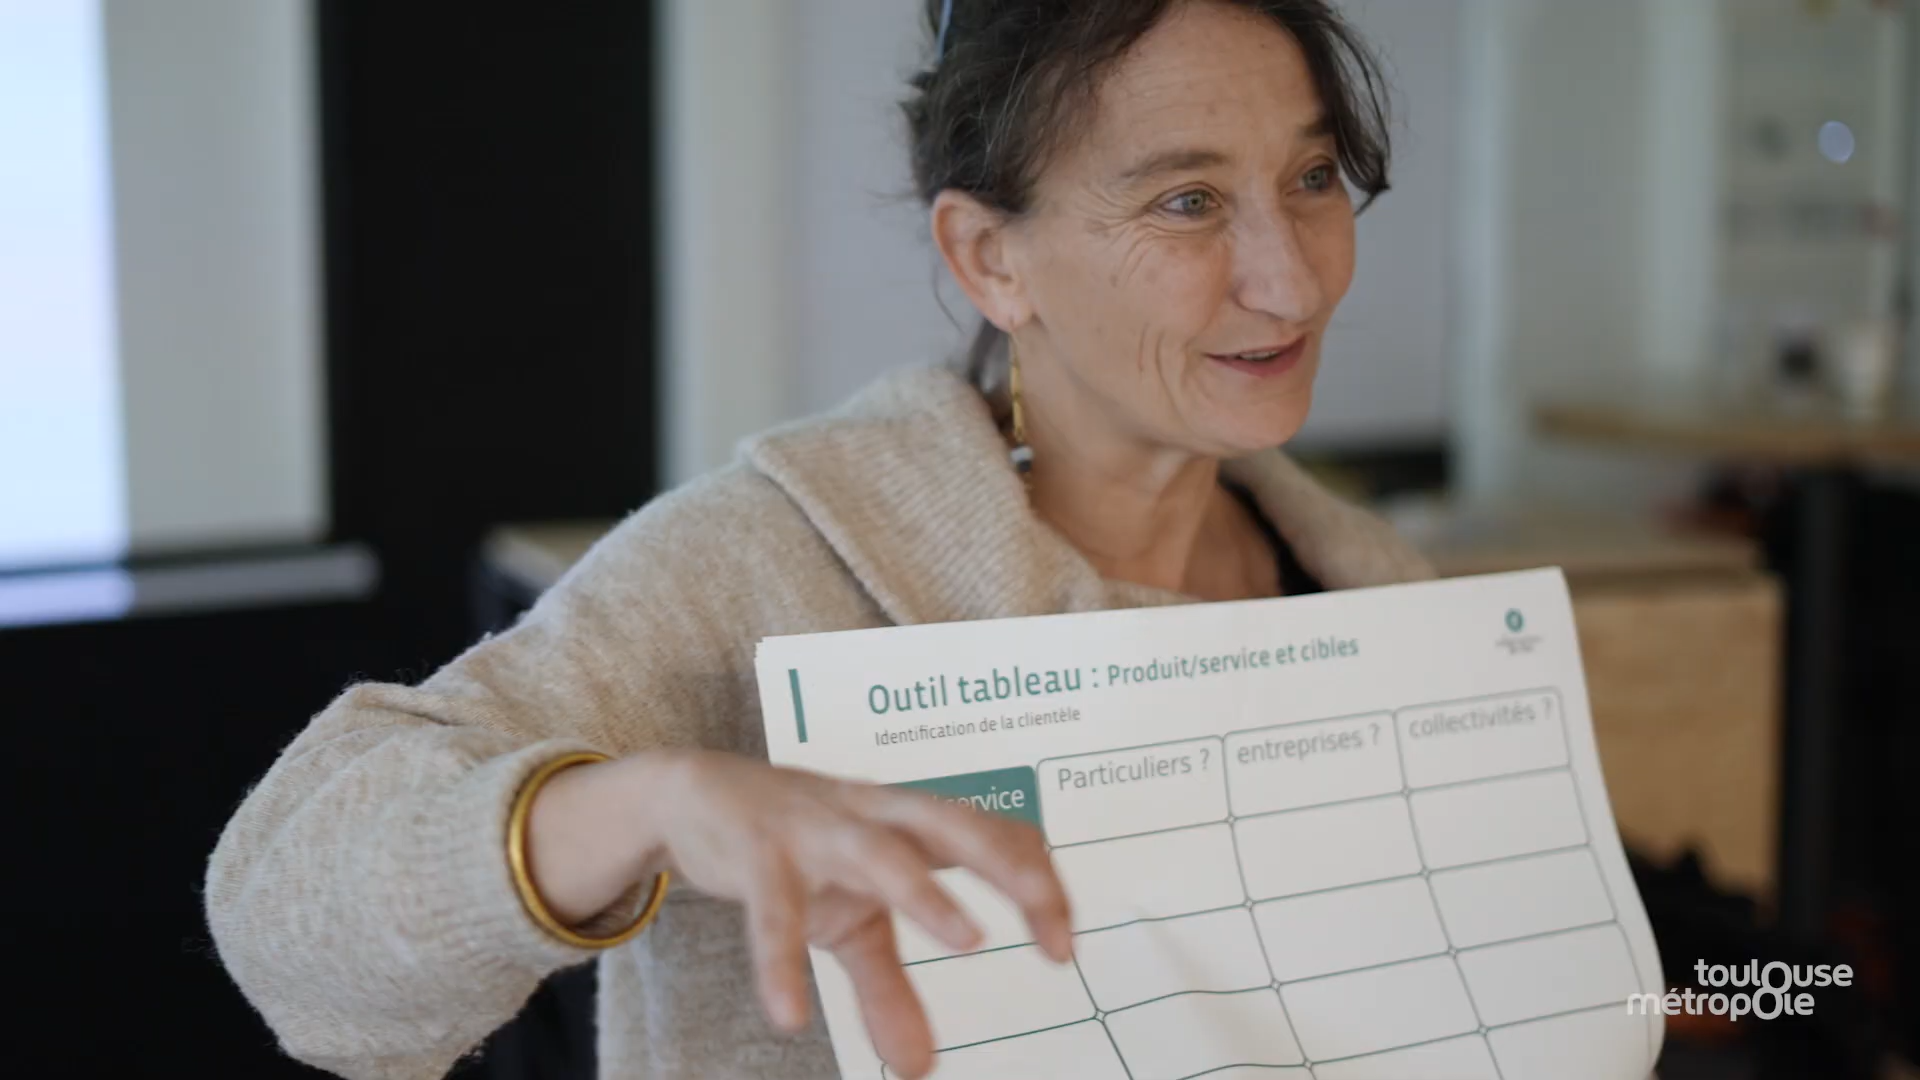 Outil tableau : Produit/service et cibles
Identification de la clientèle
service
Particuliers ?
entreprises ?
collectivités ?
toulouse
métropole